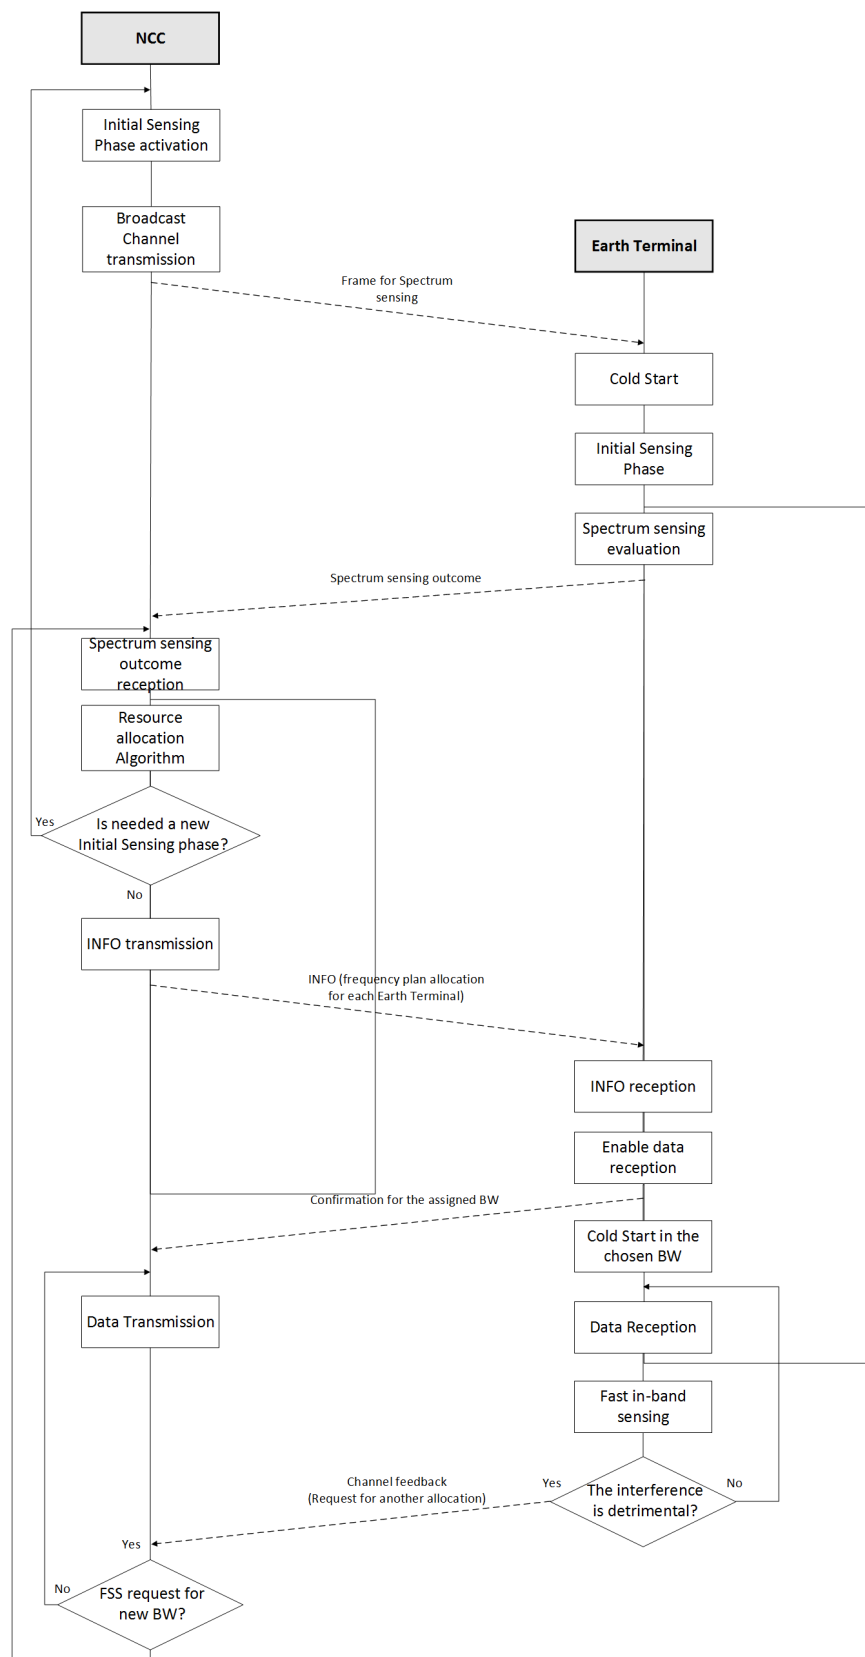 NCC
Initial Sensing
Phase activation
Broadcast
Channel
transmission
Earth Terminal
Frame for Spectrum
sensing
Cold Start
Initial Sensing
Phase
Spectrum sensing
evaluation
Spectrum sensing outcome
Spectrum sensing
outcome
reception
Resource
allocation
Algorithm
Yes
Is needed a new
Initial Sensing phase?
No
INFO transmission
INFO (frequency plan allocation
for each Earth Terminal)
INFO reception
Enable data
reception
Confirmation for the assigned BW
Cold Start in the
chosen BW
Data Transmission
Data Reception
Fast in-band
sensing
Channel feedback
(Request for another allocation)
Yes
The interference
is detrimental?
No
Yes
No
FSS request for
new BW?